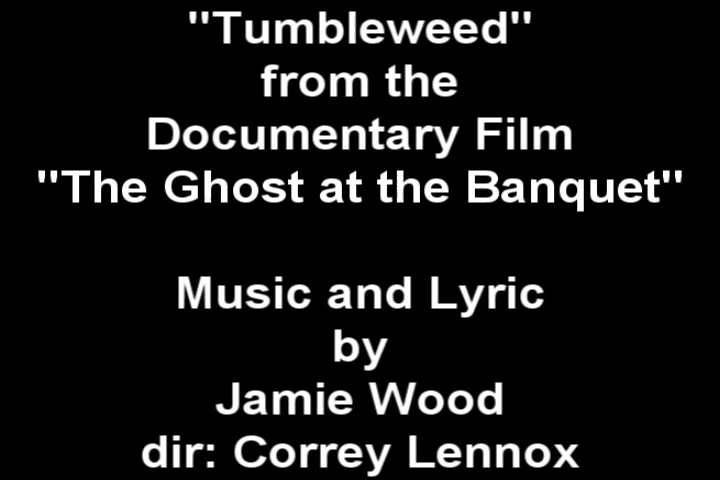 "Tumbleweed"
from the
Documentary Film
"The Ghost at the Banquet"
Music and Lyric
by
Jamie Wood
dir: Correy Lennox